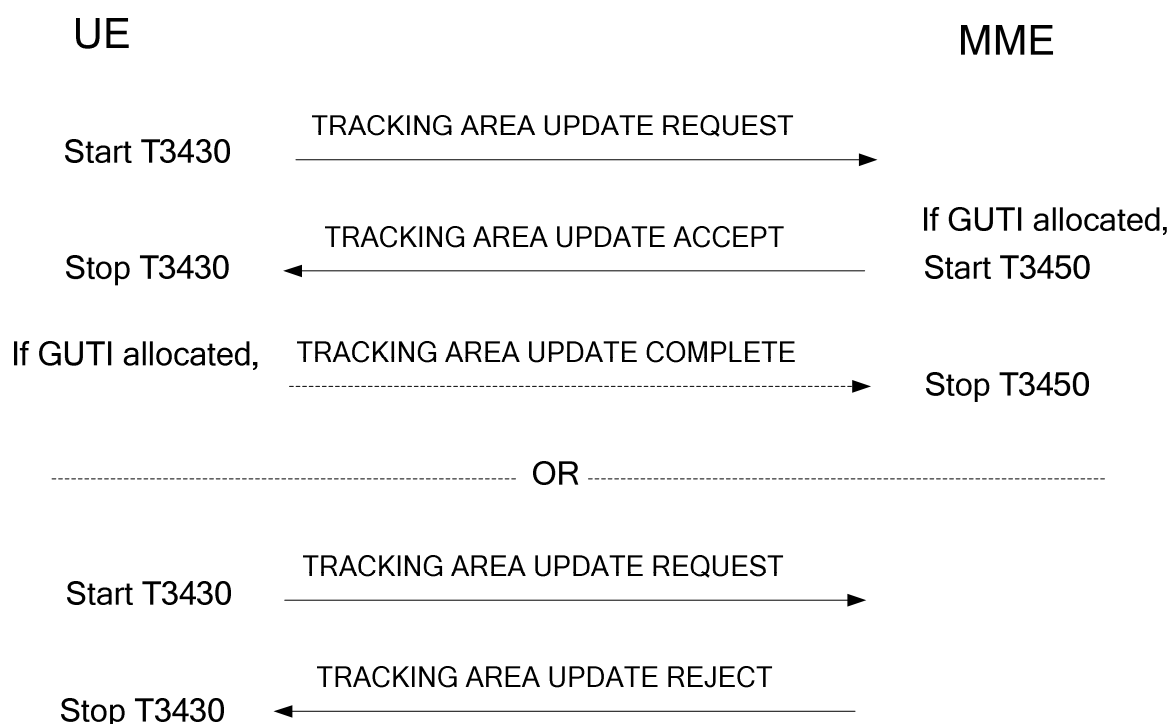 UE
MME
TRACKING AREA UPDATE REQUEST
Start T3430
If GUTI allocated,
TRACKING AREA UPDATE ACCEPT
Stop T3430
Start T3450
If GUTI allocated,
TRACKING AREA UPDATE COMPLETE
Stop T3450
OR
TRACKING AREA UPDATE REQUEST
Start T3430
TRACKING AREA UPDATE REJECT
Stop T3430